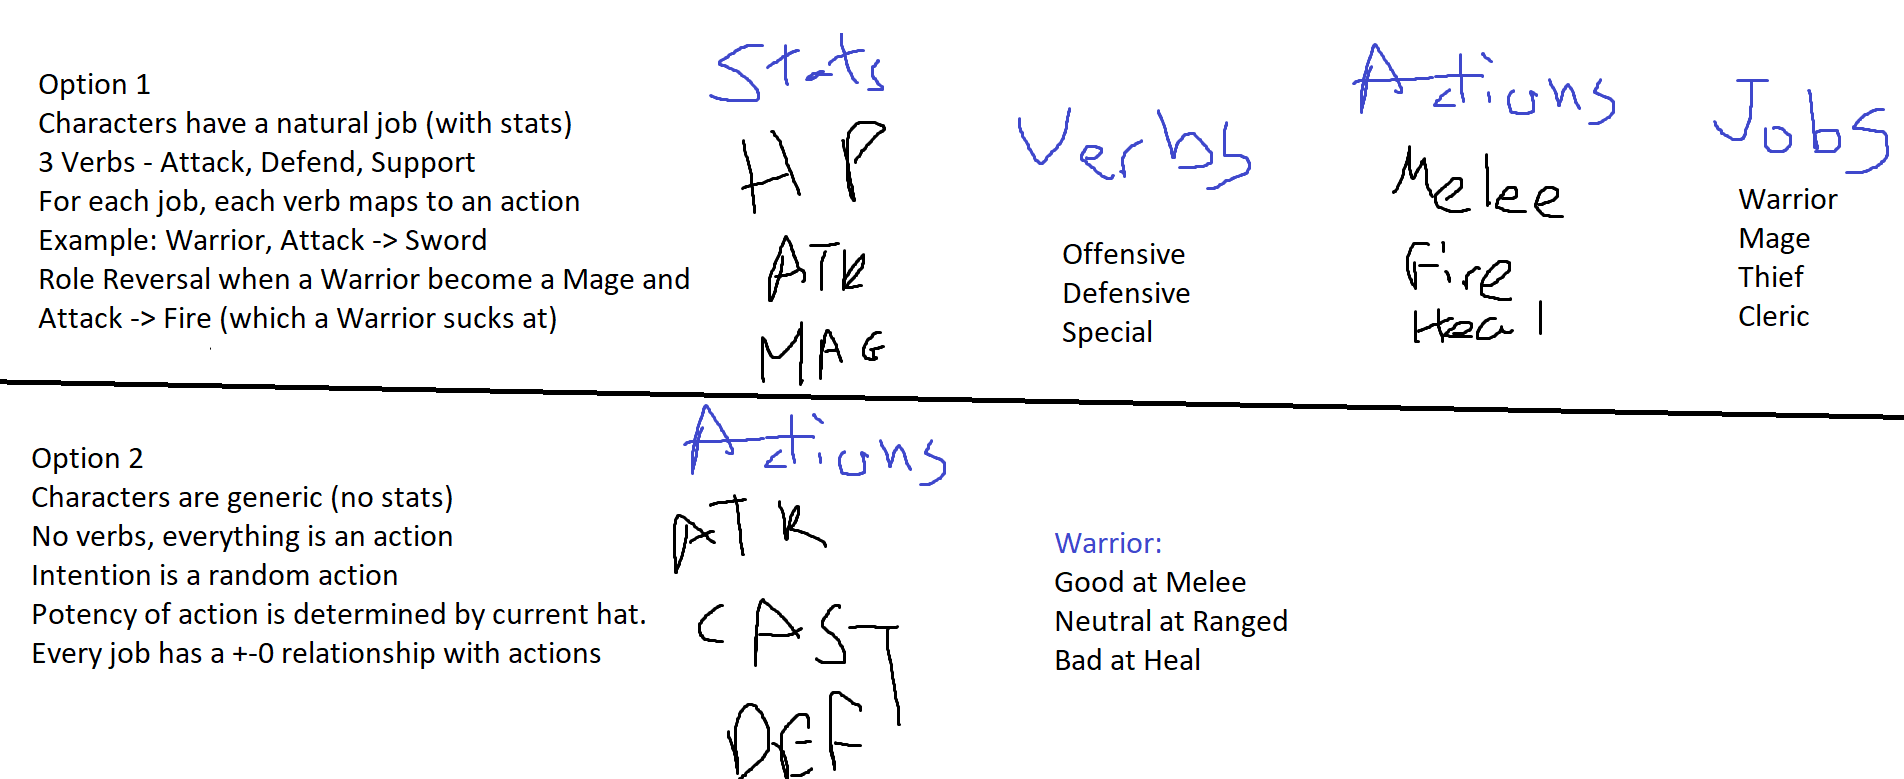 Option 1
Characters have a natural job (with stats)
3 Verbs - Attack, Defend, Support
For each job, each verb maps to an action
Example: Warrior, Attack -> Sword
Role Reversal when a Warrior become a Mage and
Attack -> Fire (which a Warrior sucks at)
Stats
HP
ATK
MAG
Verbs
Offensive
Defensive
Special
Actions
Melee
Fire
Heal
Jobs
Warrior
Mage
Thief
Cleric
Option 2
Characters are generic (no stats)
No verbs, everything is an action
Intention is a random action
Potency of action is determined by current hat.
Every job has a +-0 relationship with actions
Actions
ATK
CAST
DEF
Warrior:
Good at Melee
Neutral at Ranged
Bad at Heal